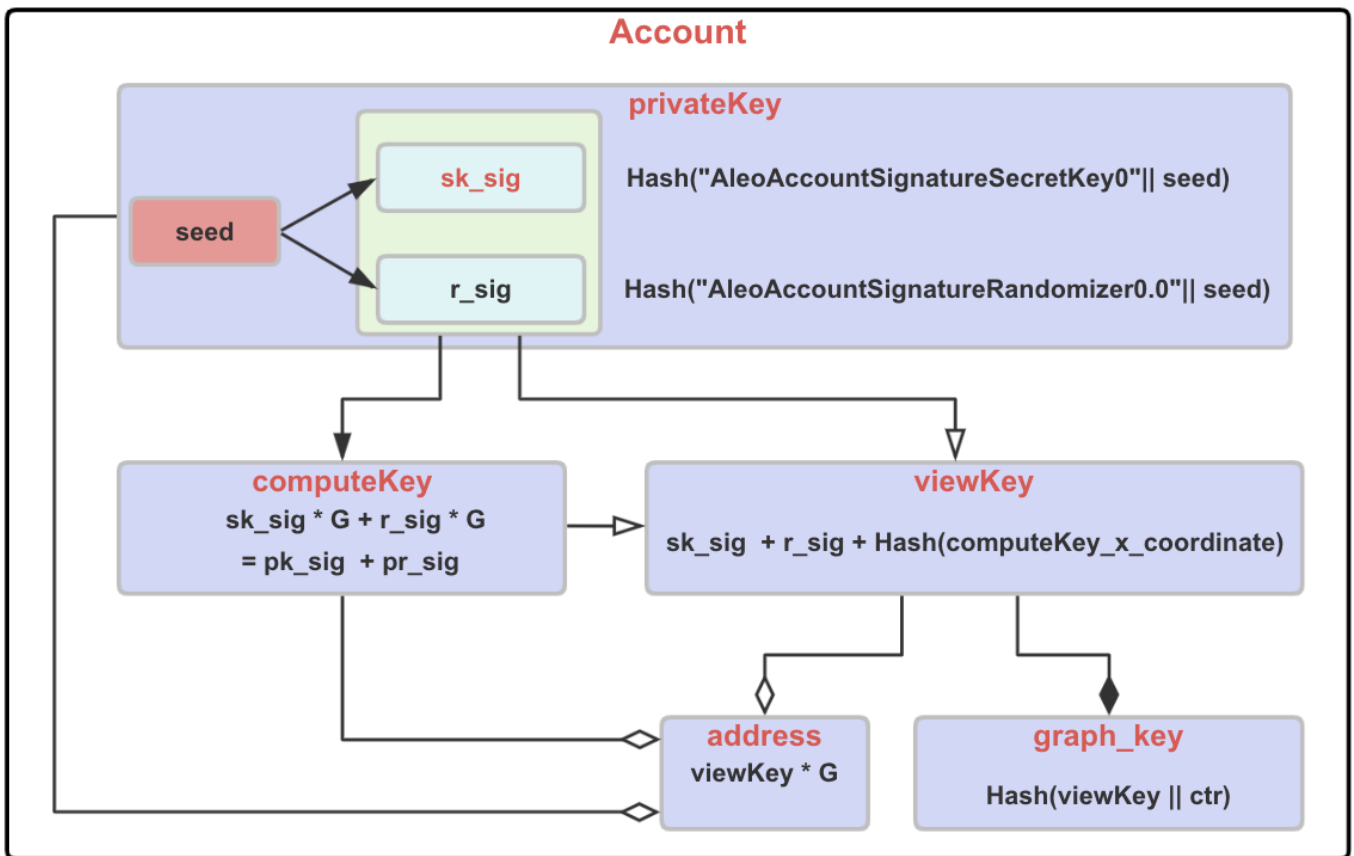 Account
privateKey
sk_sig
Hash("AleoAccountSignatureSecretKey0"|| seed)
seed
r_sig
Hash("AleoAccountSignatureRandomizer0.0"|| seed)
computeKey
sk_sig * G + r_sig * G
= pk_sig + pr_sig
viewKey
sk_sig + r_sig + Hash(computeKey_x_coordinate)
address
viewKey * G
graph_key
Hash(viewKey || ctr)